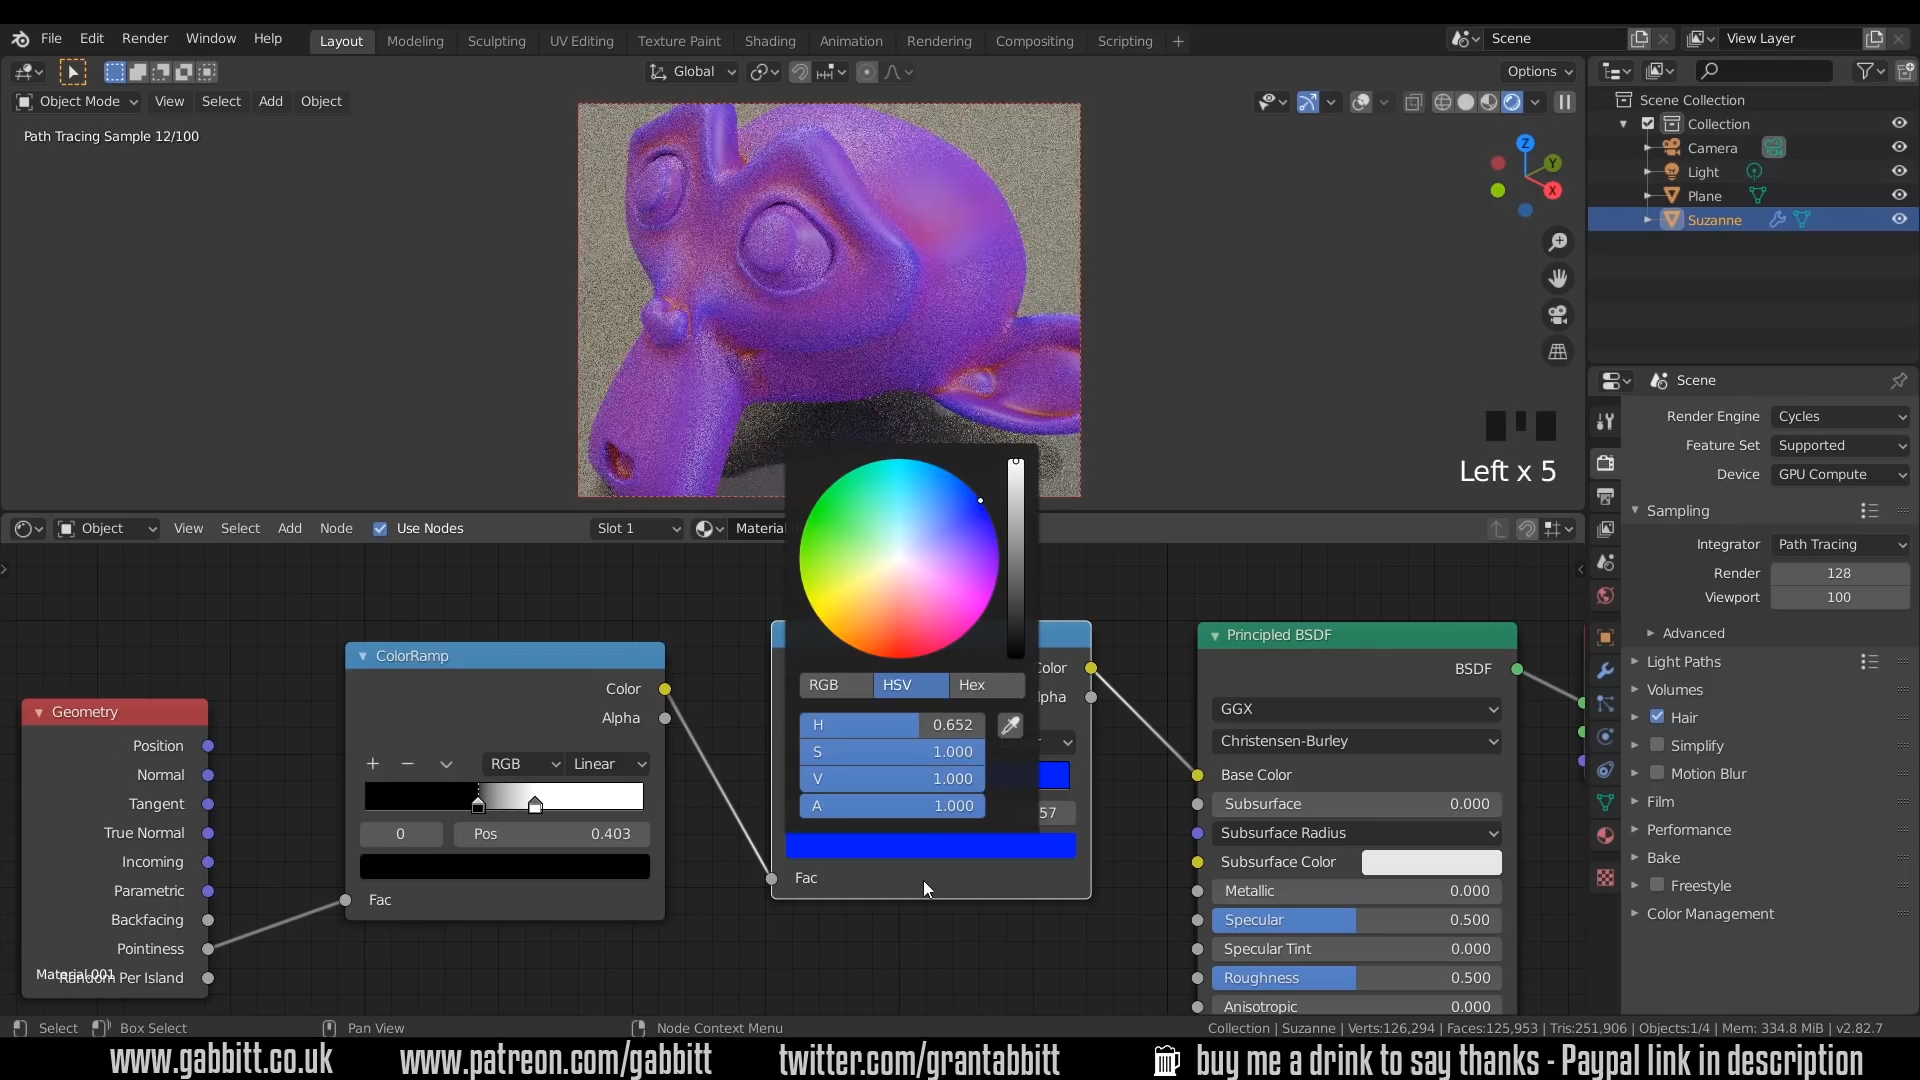 File Edit Render Window Help Layout Modeling Sculpting UV Editing Texture Paint Shading Animation Rendering Compositing Scripting + Scene View Layer
Global Options
Object Mode View Select Add Object
Path Tracing Sample 12/100
Z
Y
X
Left x 5
Scene Collection
Collection
Camera
Light
Plane
Suzanne
Scene
Render Engine Cycles
Feature Set Supported
Device GPU Compute
Sampling
Integrator Path Tracing
Render 128
Viewport 100
Advanced
Light Paths
Volumes
Hair
Simplify
Motion Blur
Film
Performance
Bake
Freestyle
Color Management
Object View Select Add Node Use Nodes Slot 1 Material
Geometry
Position
Normal
Tangent
True Normal
Incoming
Parametric
Backfacing
Pointiness
Random Per Island
Material.001
ColorRamp
Color
Alpha
RGB Linear
0 Pos 0.403
Fac
RGB HSV Hex
H 0.652
S 1.000
V 1.000
A 1.000
Color
lpha
57
Fac
Principled BSDF
BSDF
GGX
Christensen-Burley
Base Color
Subsurface 0.000
Subsurface Radius
Subsurface Color
Metallic 0.000
Specular 0.500
Specular Tint 0.000
Roughness 0.500
Anisotropic 0.000
Select Box Select Pan View Node Context Menu Collection | Suzanne | Verts:126,294 | Faces:125,953 | Tris:251,906 | Objects:1/4 | Mem: 334.8 MiB | v2.82.7
www.gabbitt.co.uk www.patreon.com/gabbitt twitter.com/grantabbitt buy me a drink to say thanks - Paypal link in description